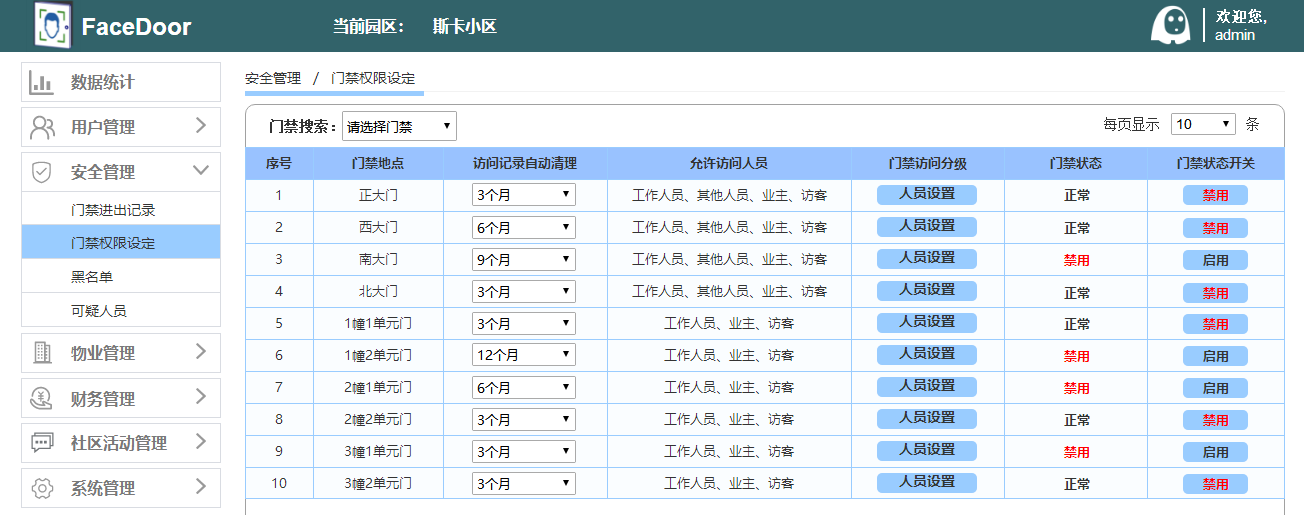 FaceDoor 当前园区： 斯卡小区 欢迎您,
admin
数据统计
用户管理
安全管理
门禁进出记录
门禁权限设定
黑名单
可疑人员
物业管理
财务管理
社区活动管理
系统管理
安全管理 / 门禁权限设定
门禁搜索： 请选择门禁 每页显示 10 条
序号 门禁地点 访问记录自动清理 允许访问人员 门禁访问分级 门禁状态 门禁状态开关
1 正大门 3个月 工作人员、其他人员、业主、访客 人员设置 正常 禁用
2 西大门 6个月 工作人员、其他人员、业主、访客 人员设置 正常 禁用
3 南大门 9个月 工作人员、其他人员、业主、访客 人员设置 禁用 启用
4 北大门 3个月 工作人员、其他人员、业主、访客 人员设置 正常 禁用
5 1幢1单元门 3个月 工作人员、业主、访客 人员设置 正常 禁用
6 1幢2单元门 12个月 工作人员、业主、访客 人员设置 禁用 启用
7 2幢1单元门 6个月 工作人员、业主、访客 人员设置 禁用 启用
8 2幢2单元门 3个月 工作人员、业主、访客 人员设置 正常 禁用
9 3幢1单元门 3个月 工作人员、业主、访客 人员设置 禁用 启用
10 3幢2单元门 3个月 工作人员、业主、访客 人员设置 正常 禁用